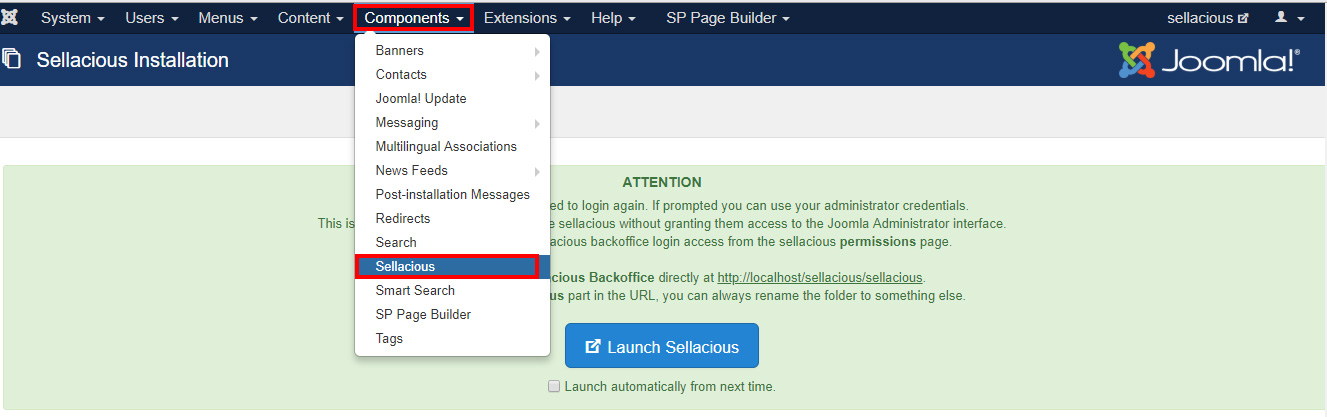 System Users Menus Content Components Extensions Help SP Page Builder sellacious
Sellacious Installation Joomla!®
Banners
Contacts
Joomla! Update
Messaging
Multilingual Associations
News Feeds
Post-installation Messages
Redirects
Search
Sellacious
Smart Search
SP Page Builder
Tags
ATTENTION
ed to login again. If prompted you can use your administrator credentials.
This is e sellacious without granting them access to the Joomla Administrator interface.
acious backoffice login access from the sellacious permissions page.
cious Backoffice directly at http://localhost/sellacious/sellacious.
us part in the URL, you can always rename the folder to something else.
Launch Sellacious
Launch automatically from next time.